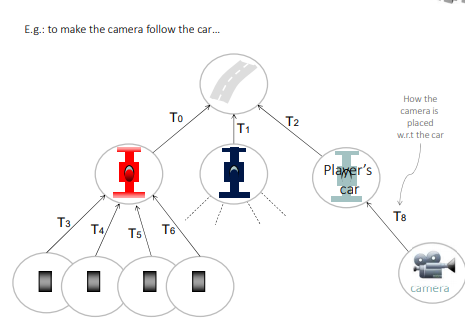 E.g.: to make the camera follow the car…
How the
camera is
placed
w.r.t the car
T0
T1
T2
Player's
car
T3
T4
T5
T6
T8
camera